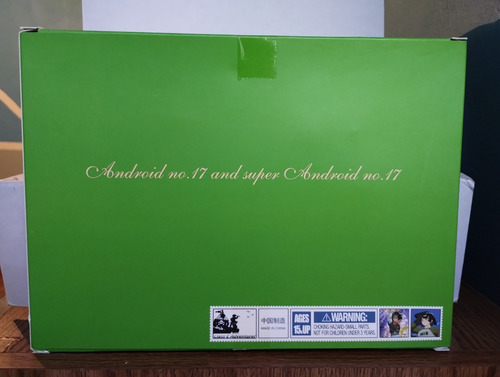 Android no.17 and super Android no.17
中国制造
MADE IN CHINA
AGES
15 UP
WARNING:
CHOKING HAZARD-SMALL PARTS.
NOT FOR CHILDREN UNDER 3 YEARS.